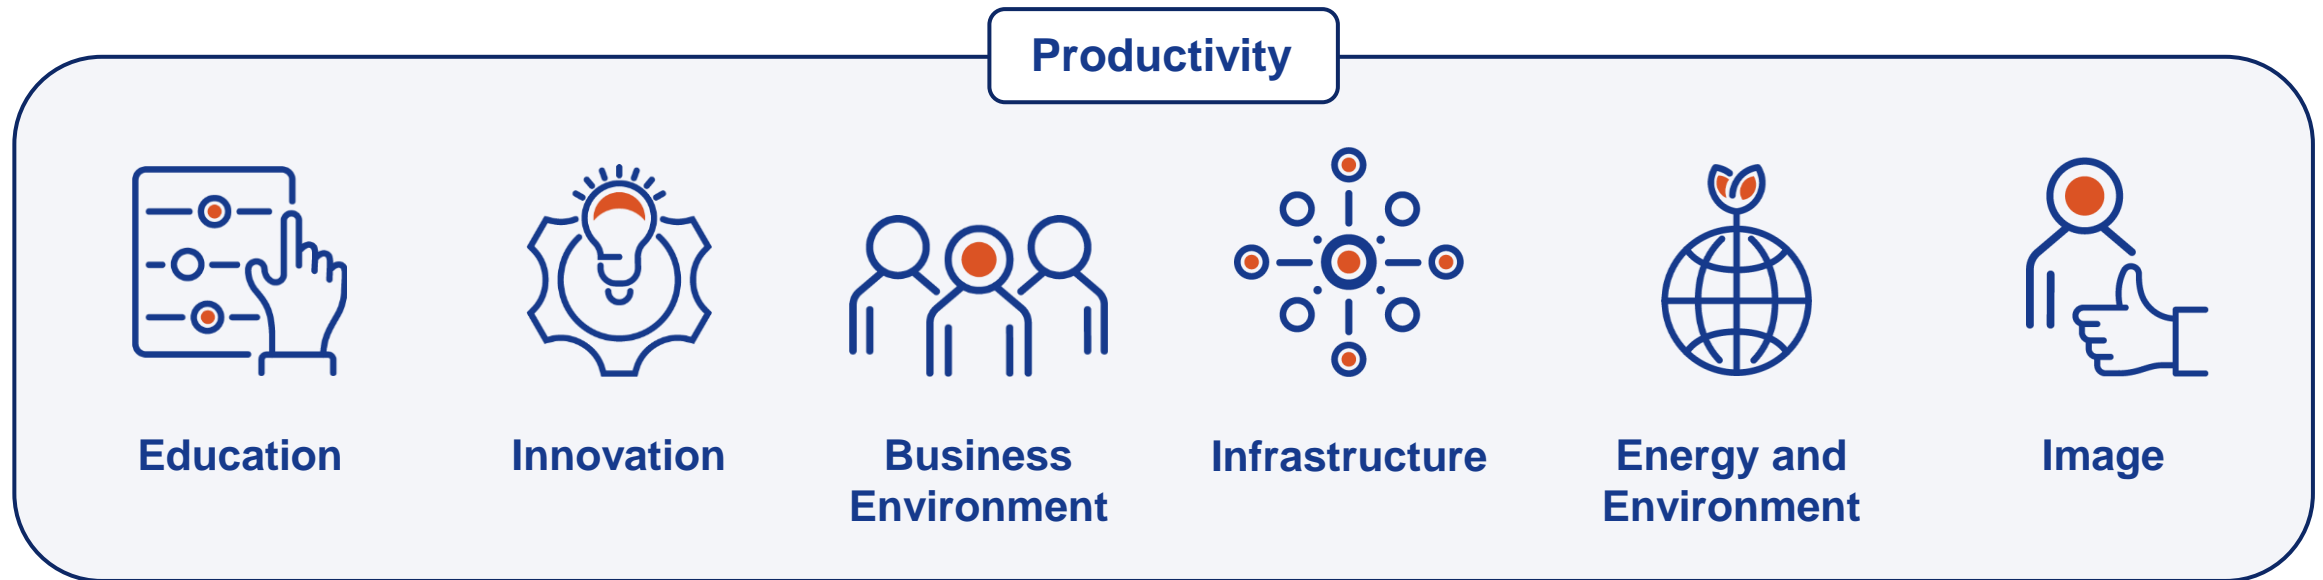 Productivity
Education
Innovation
Business
Environment
Infrastructure
Energy and
Environment
Image